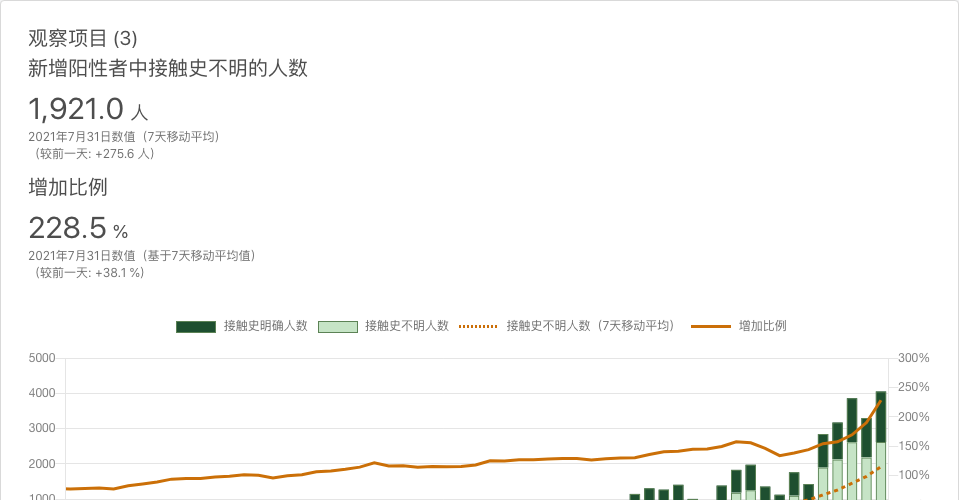 观察项目 (3)
新增阳性者中接触史不明的人数
1,921.0 人
2021年7月31日数值（7天移动平均）
（较前一天: +275.6 人）
增加比例
228.5 %
2021年7月31日数值（基于7天移动平均值）
（较前一天: +38.1 %）
接触史明确人数 接触史不明人数 接触史不明人数（7天移动平均） 增加比例
5000 300%
4000 250%
3000 200%
2000 150%
1000 100%